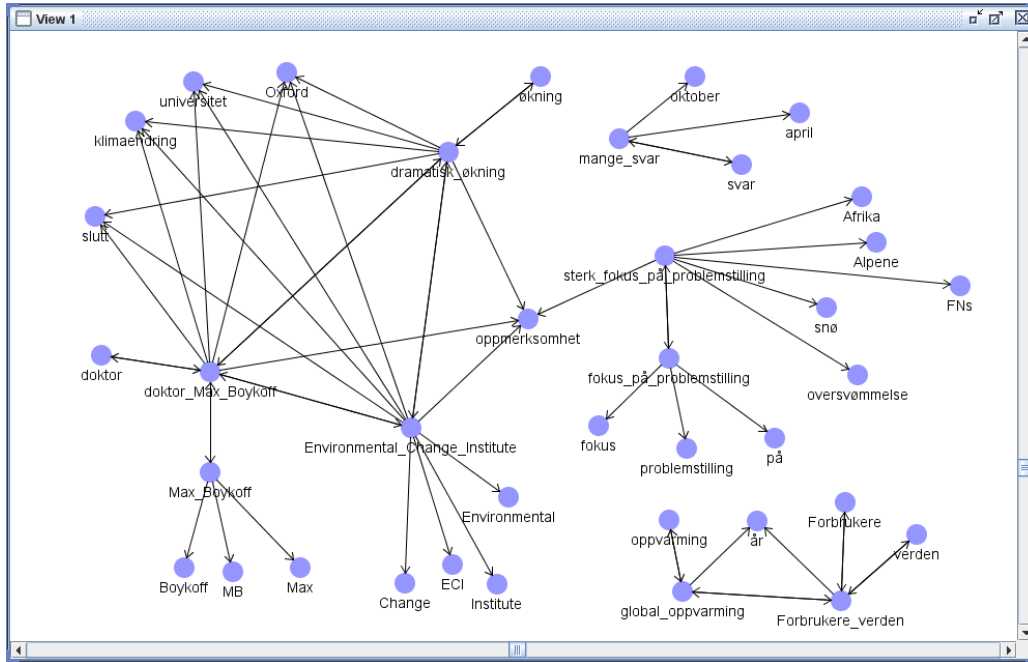 View 1
Oxford
universitet
økning
oktober
april
klimaendring
mange_svar
dramatisk_økning
svar
Afrika
slutt
Alpene
sterk_fokus_på_problemstilling
FNs
snø
oppmerksomhet
doktor
fokus_på_problemstilling
doktor_Max_Boykoff
oversvømmelse
fokus
Environmental_Change_Institute
på
problemstilling
Max_Boykoff
Environmental
Forbrukere
oppvarming
år
verden
Boykoff
MB
Max
ECI
Change
Institute
global_oppvarming
Forbrukere_verden